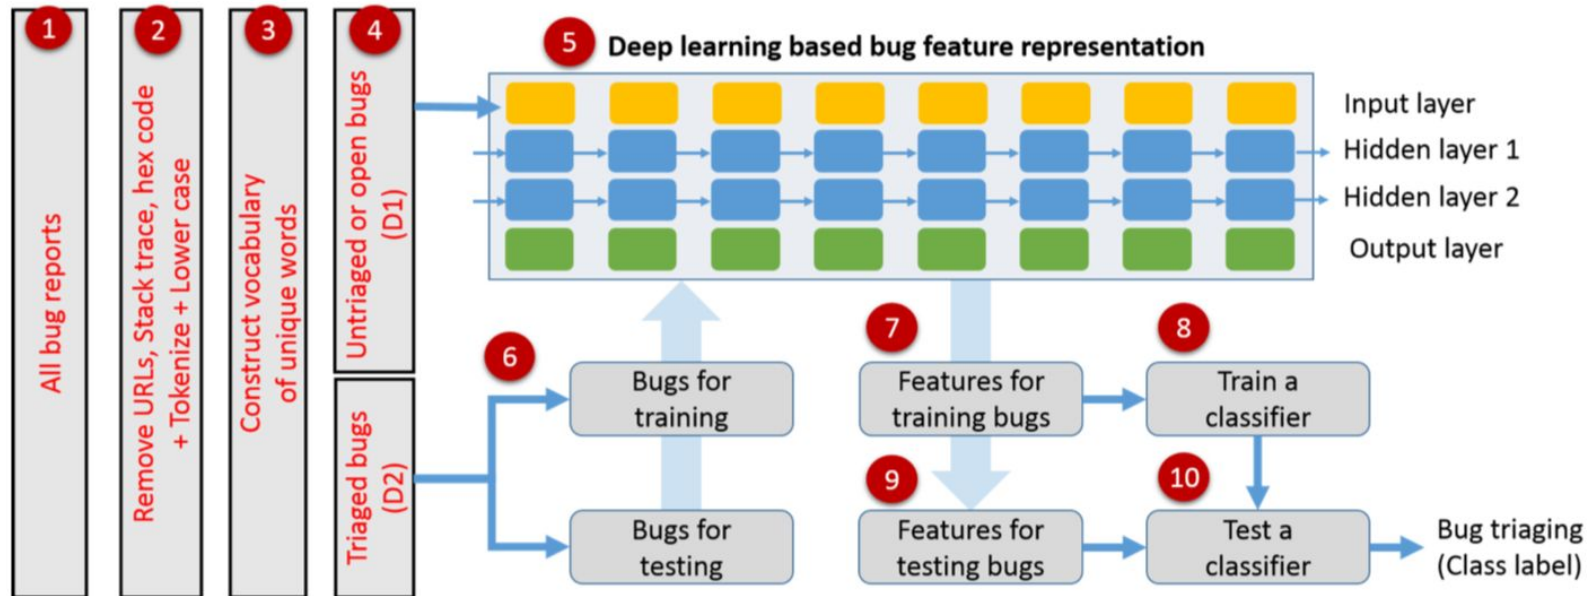 1
All bug reports
2
Remove URLs, Stack trace, hex code
+ Tokenize + Lower case
3
Construct vocabulary
of unique words
4
Untriaged or open bugs
(D1)
Triaged bugs
(D2)
5
Deep learning based bug feature representation
Input layer
Hidden layer 1
Hidden layer 2
Output layer
6
Bugs for
training
Bugs for
testing
7
Features for
training bugs
8
Train a
classifier
9
Features for
testing bugs
10
Test a
classifier
Bug triaging
(Class label)